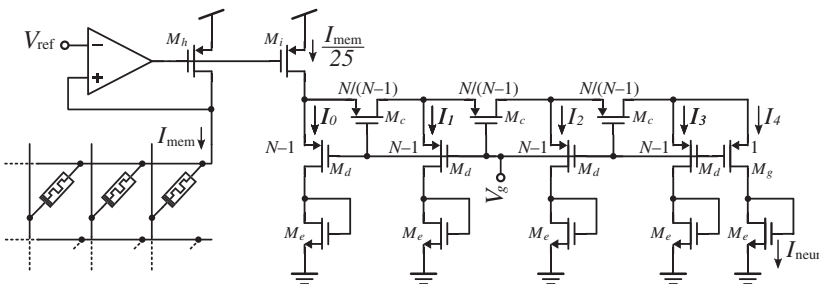 V_ref
−
+
M_h
M_i
I_mem/25
I_mem
N/(N−1)
N/(N−1)
N/(N−1)
M_c
M_c
M_c
I_0
I_1
I_2
I_3
I_4
N−1
N−1
N−1
N−1
1
M_d
M_d
M_d
M_d
M_g
V_g
M_e
M_e
M_e
M_e
M_e
I_neur